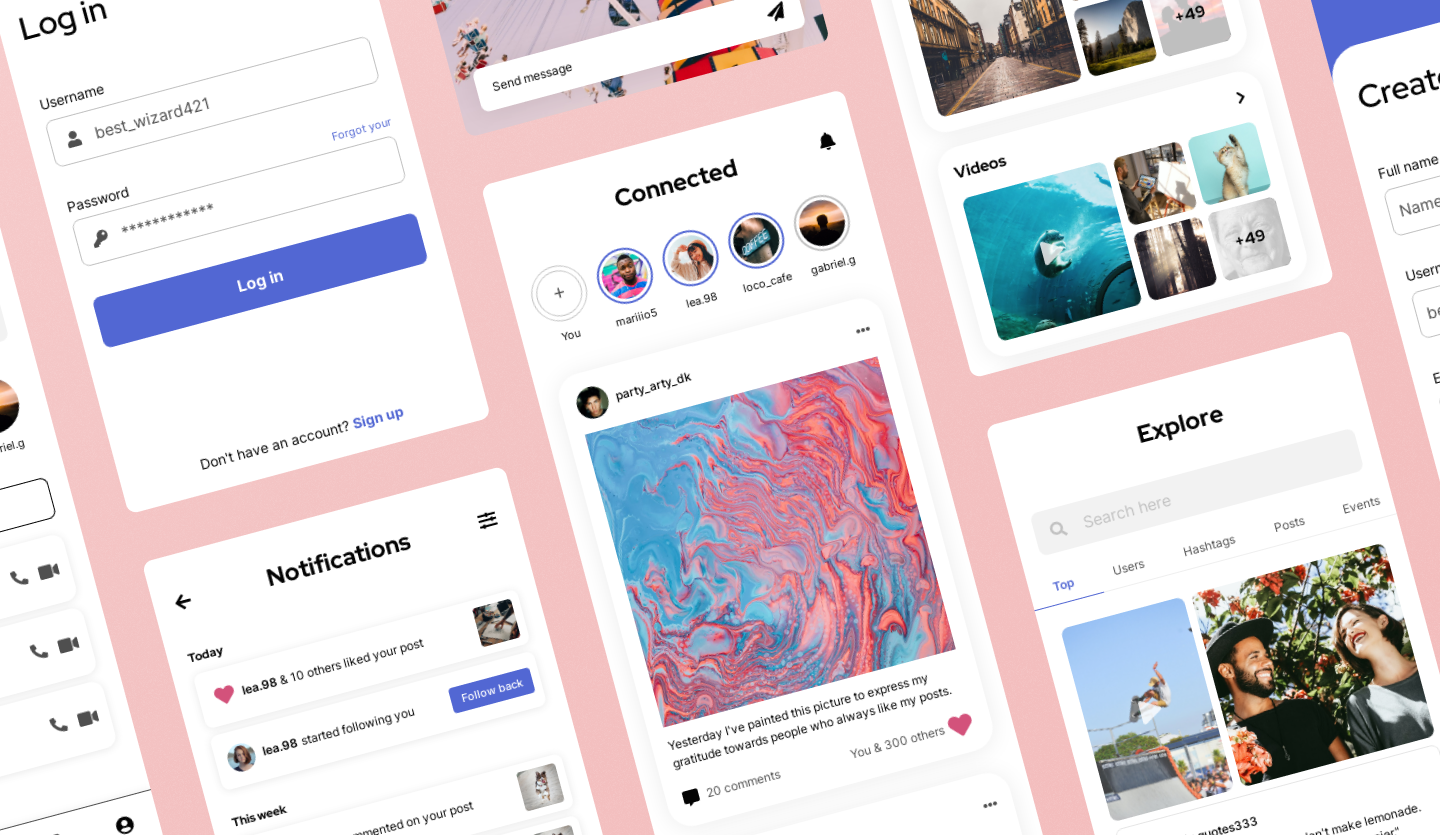 Log in
Username
best_wizard421
Forgot your
Password
************
Log in
Don't have an account? Sign up
riel.g
Notifications
Today
lea.98 & 10 others liked your post
lea.98 started following you
Follow back
This week
mmented on your post
Send message
Connected
You
mariiio5
lea.98
loco_cafe
gabriel.g
party_arty_dk
COFFEE
Yesterday I've painted this picture to express my
gratitude towards people who always like my posts.
You & 300 others
20 comments
+49
Videos
+49
Explore
Search here
Top
Users
Hashtags
Posts
Events
quotes333
n't make lemonade.
Create
Full name
Name
Usern
be
E